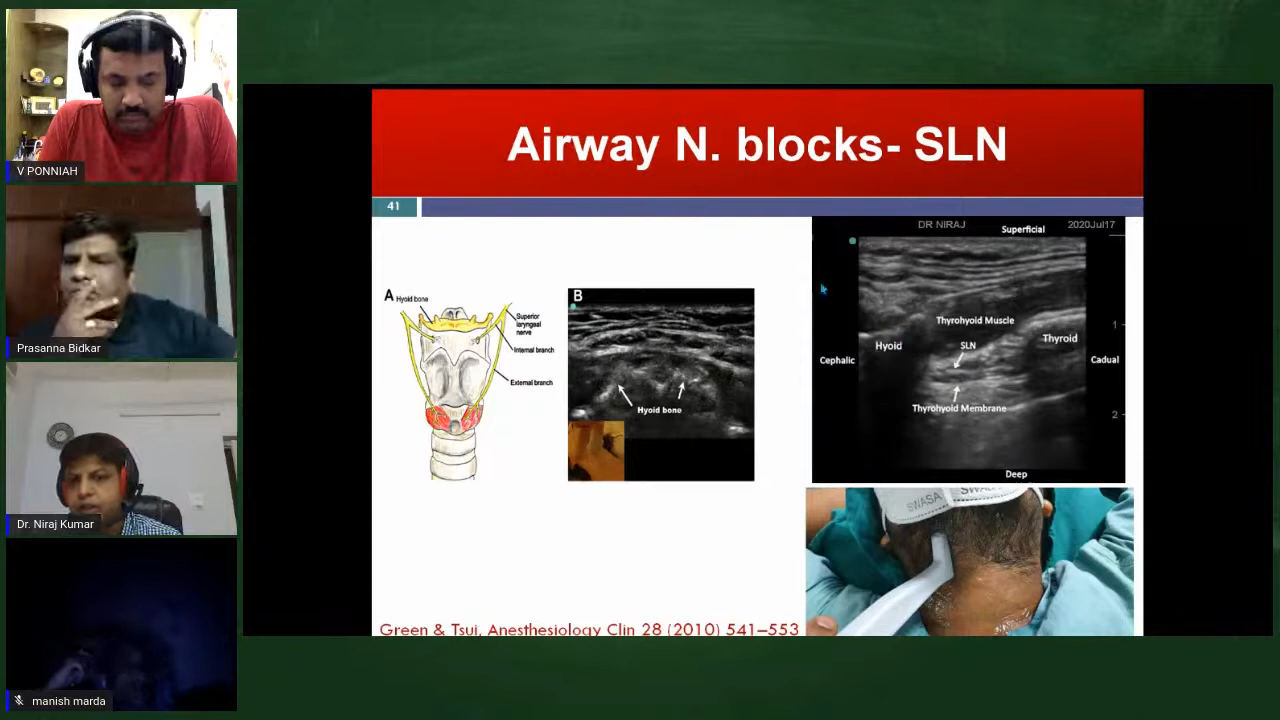 V PONNIAH
Prasanna Bidkar
Dr. Niraj Kumar
manish marda
Airway N. blocks- SLN
41
A
Hyoid bone
Superior
laryngeal
nerve
Internal branch
External branch
B
Hyoid bone
DR NIRAJ
2020Jul17
Superficial
Thyrohyoid Muscle
Hyoid
SLN
Thyroid
1
Cephalic
Cadual
Thyrohyoid Membrane
2
Deep
SWASA
Green & Tsui, Anesthesiology Clin 28 (2010) 541–553